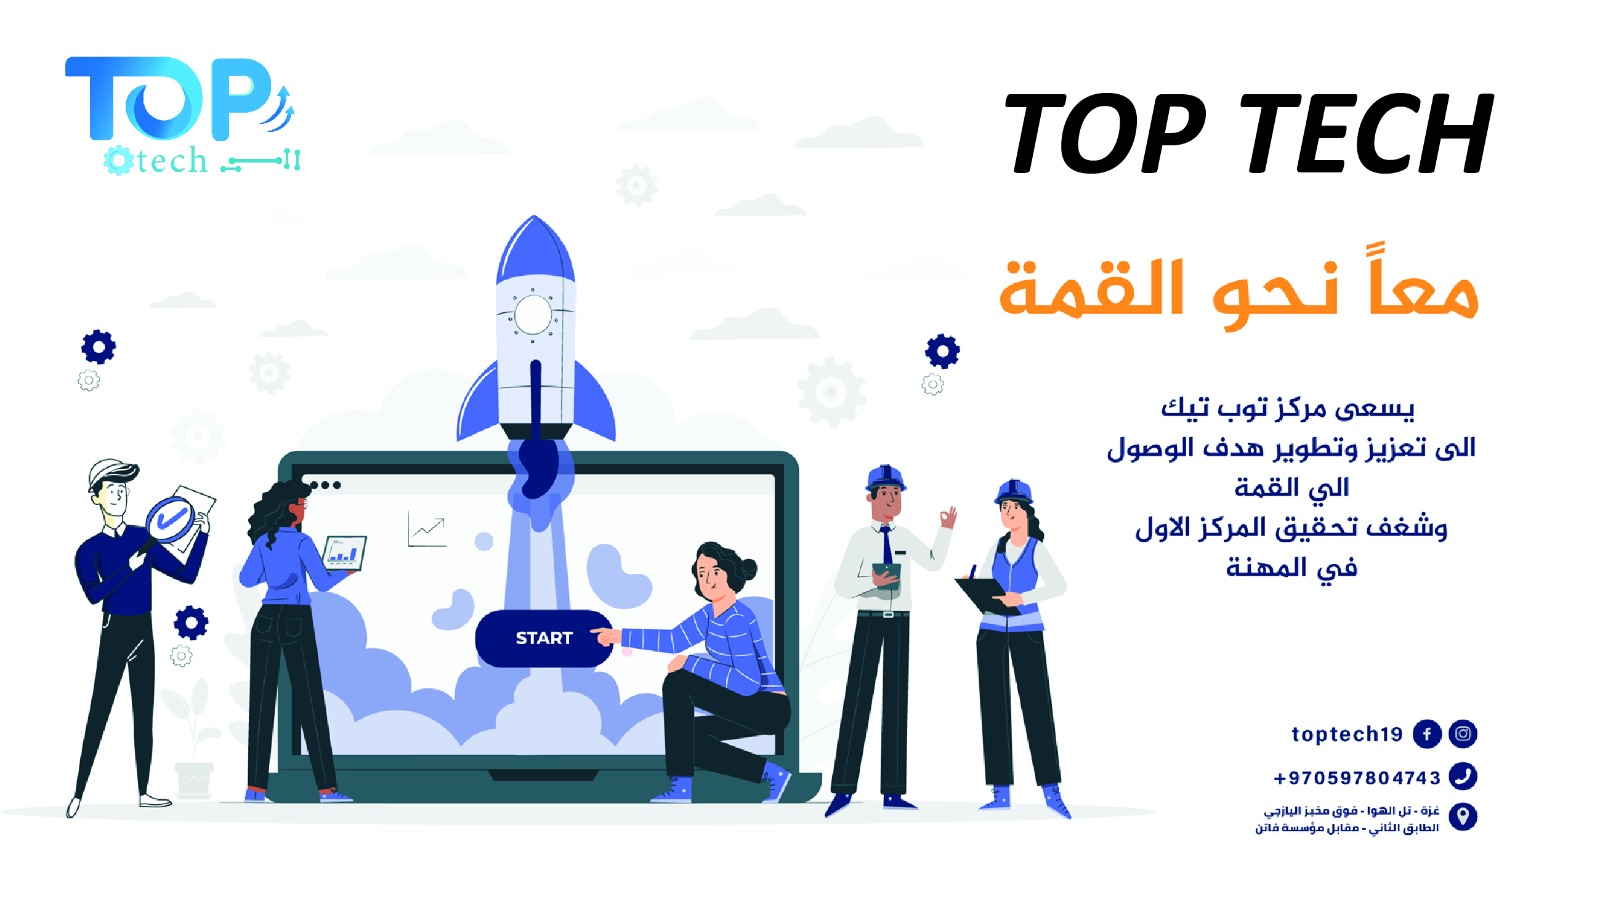 TOP
tech
TOP TECH
معاً نحو القمة
يسعى مركز توب تيك
الى تعزيز وتطوير هدف الوصول
الي القمة
وشغف تحقيق المركز الاول
في المهنة
START
toptech19
+970597804743
غزة - تل الهوا - فوق مخبز اليازجي
الطابق الثاني - مقابل مؤسسة فاتن